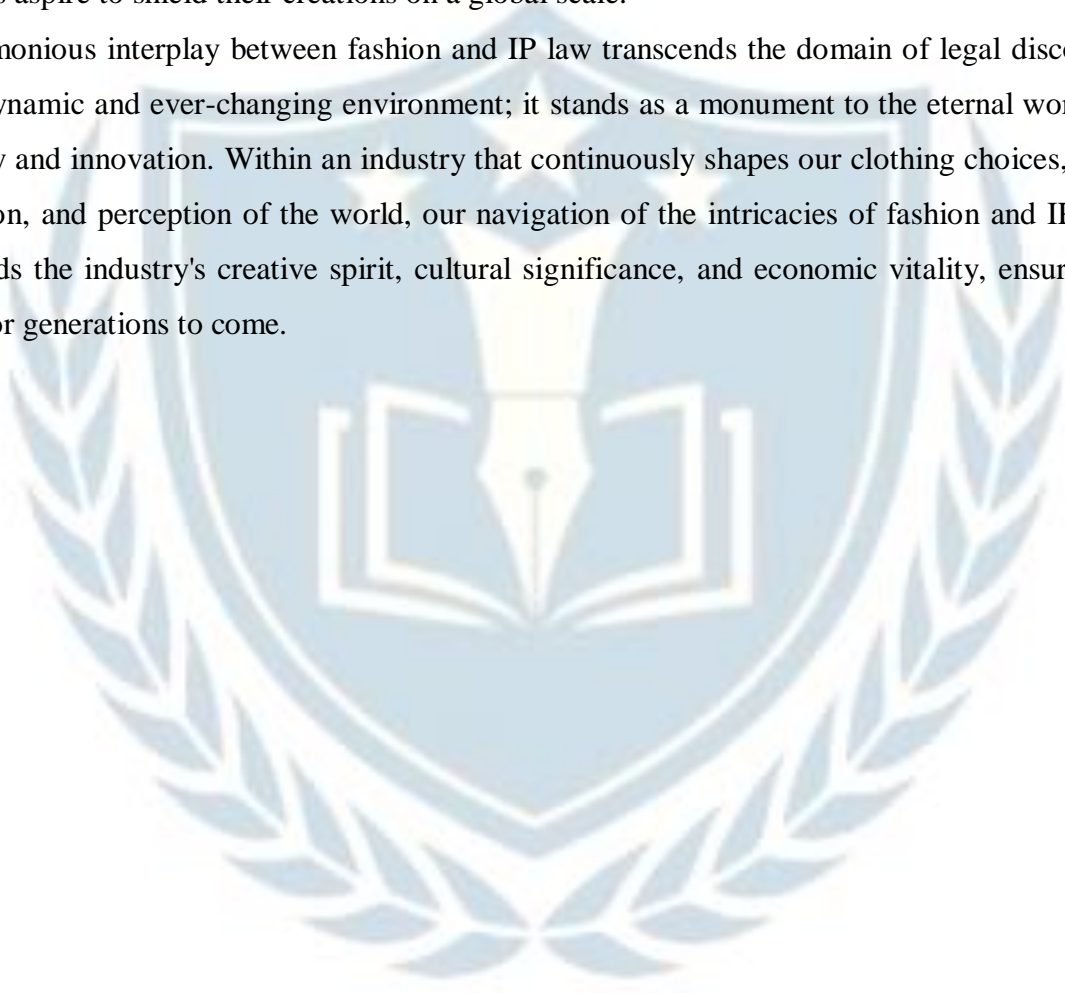 s aspire to shield their creations on a global scale.
monious interplay between fashion and IP law transcends the domain of legal disco
ynamic and ever-changing environment; it stands as a monument to the eternal wor
y and innovation. Within an industry that continuously shapes our clothing choices,
on, and perception of the world, our navigation of the intricacies of fashion and IP
ds the industry's creative spirit, cultural significance, and economic vitality, ensur
or generations to come.